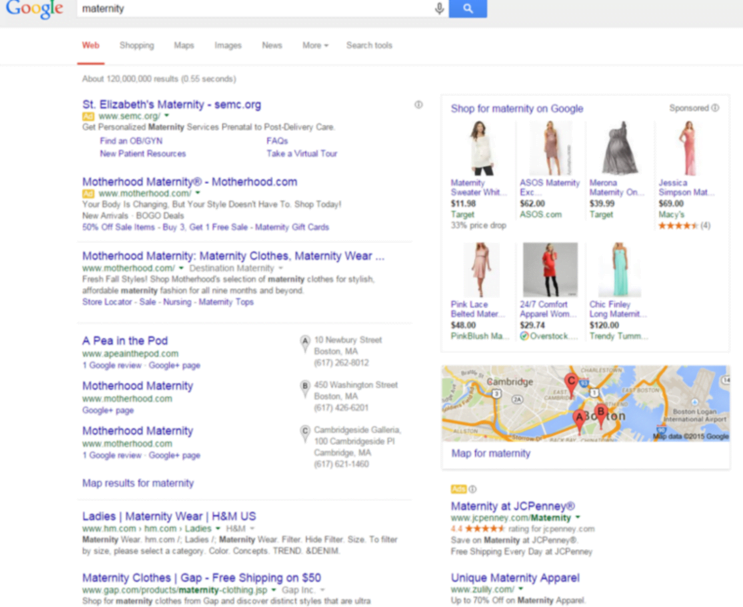 Google
maternity
Web Shopping Maps Images News More Search tools
About 120,000,000 results (0.55 seconds)
St. Elizabeth's Maternity - semc.org
Ad www.semc.org/
Get Personalized Maternity Services Prenatal to Post-Delivery Care.
Find an OB/GYN FAQs
New Patient Resources Take a Virtual Tour
Motherhood Maternity® - Motherhood.com
Ad www.motherhood.com/
Your Body Is Changing, But Your Style Doesn't Have To. Shop Today!
New Arrivals · BOGO Deals
50% Off Sale Items - Buy 3, Get 1 Free Sale - Maternity Gift Cards
Motherhood Maternity: Maternity Clothes, Maternity Wear ...
www.motherhood.com/ Destination Maternity
Fresh Fall Styles! Shop Motherhood's selection of maternity clothes for stylish,
affordable maternity fashion for all nine months and beyond.
Store Locator - Sale - Nursing - Maternity Tops
A Pea in the Pod
www.apeainthepod.com
1 Google review · Google+ page
A 10 Newbury Street
Boston, MA
(617) 262-8012
Motherhood Maternity
www.motherhood.com
Google+ page
B 450 Washington Street
Boston, MA
(617) 426-6201
Motherhood Maternity
www.motherhood.com
1 Google review · Google+ page
C Cambridgeside Galleria,
100 Cambridgeside Pl
Cambridge, MA
(617) 621-1460
Map results for maternity
Ladies | Maternity Wear | H&M US
www.hm.com › hm.com › Ladies H&M
Maternity Wear. hm.com /; Ladies /; Maternity Wear. Filter. Hide Filter. Size. To filter
by size, please select a category. Color. Concepts. TREND. &DENIM.
Maternity Clothes | Gap - Free Shipping on $50
www.gap.com/products/maternity-clothing.jsp Gap Inc.
Shop for maternity clothes from Gap and discover distinct styles that are ultra
Shop for maternity on Google Sponsored
Maternity
Sweater Whit...
$11.98
Target
33% price drop
ASOS Maternity
Exc...
$62.00
ASOS.com
Merona
Maternity On...
$39.99
Target
Jessica
Simpson Mat...
$69.00
Macy's
(4)
Pink Lace
Belted Mater...
$48.00
PinkBlush Ma...
24/7 Comfort
Apparel Wom...
$29.74
Overstock...
Chic Finley
Long Maternit...
$120.00
Trendy Tumm...
CHARLESTOWN
Cambridge
EAST CAMBRIDGE
EAST BOSTON
3
2A
1
C
A
B
Boston
Boston Logan
International Airport
ALLSTON
BACK BAY
CHINATOWN
Map data ©2015 Google
Map for maternity
Ads
Maternity at JCPenney®
www.jcpenney.com/Maternity
4.4 rating for jcpenney.com
Save on Maternity at JCPenney®.
Free Shipping Every Day at JCPenney
Unique Maternity Apparel
www.zulily.com/
Up to 70% Off on Maternity Apparel.